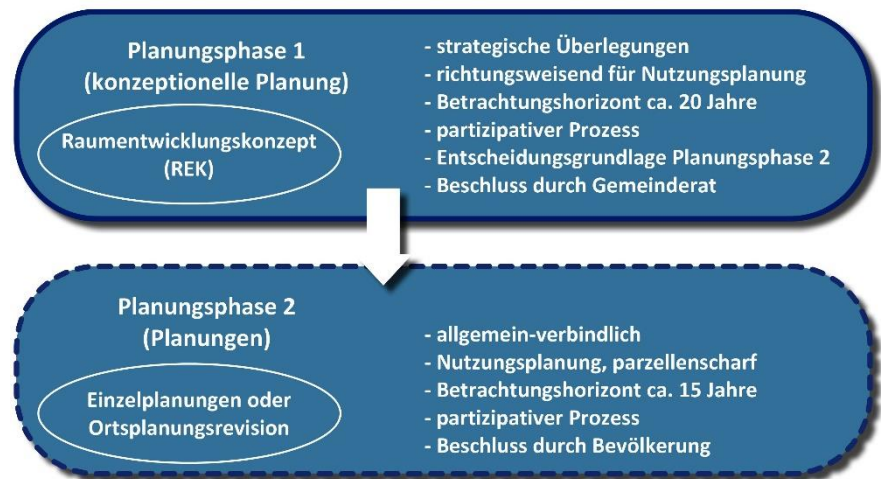 Planungsphase 1
(konzeptionelle Planung)
Raumentwicklungskonzept
(REK)
- strategische Überlegungen
- richtungsweisend für Nutzungsplanung
- Betrachtungshorizont ca. 20 Jahre
- partizipativer Prozess
- Entscheidungsgrundlage Planungsphase 2
- Beschluss durch Gemeinderat
Planungsphase 2
(Planungen)
Einzelplanungen oder
Ortsplanungsrevision
- allgemein-verbindlich
- Nutzungsplanung, parzellenscharf
- Betrachtungshorizont ca. 15 Jahre
- partizipativer Prozess
- Beschluss durch Bevölkerung